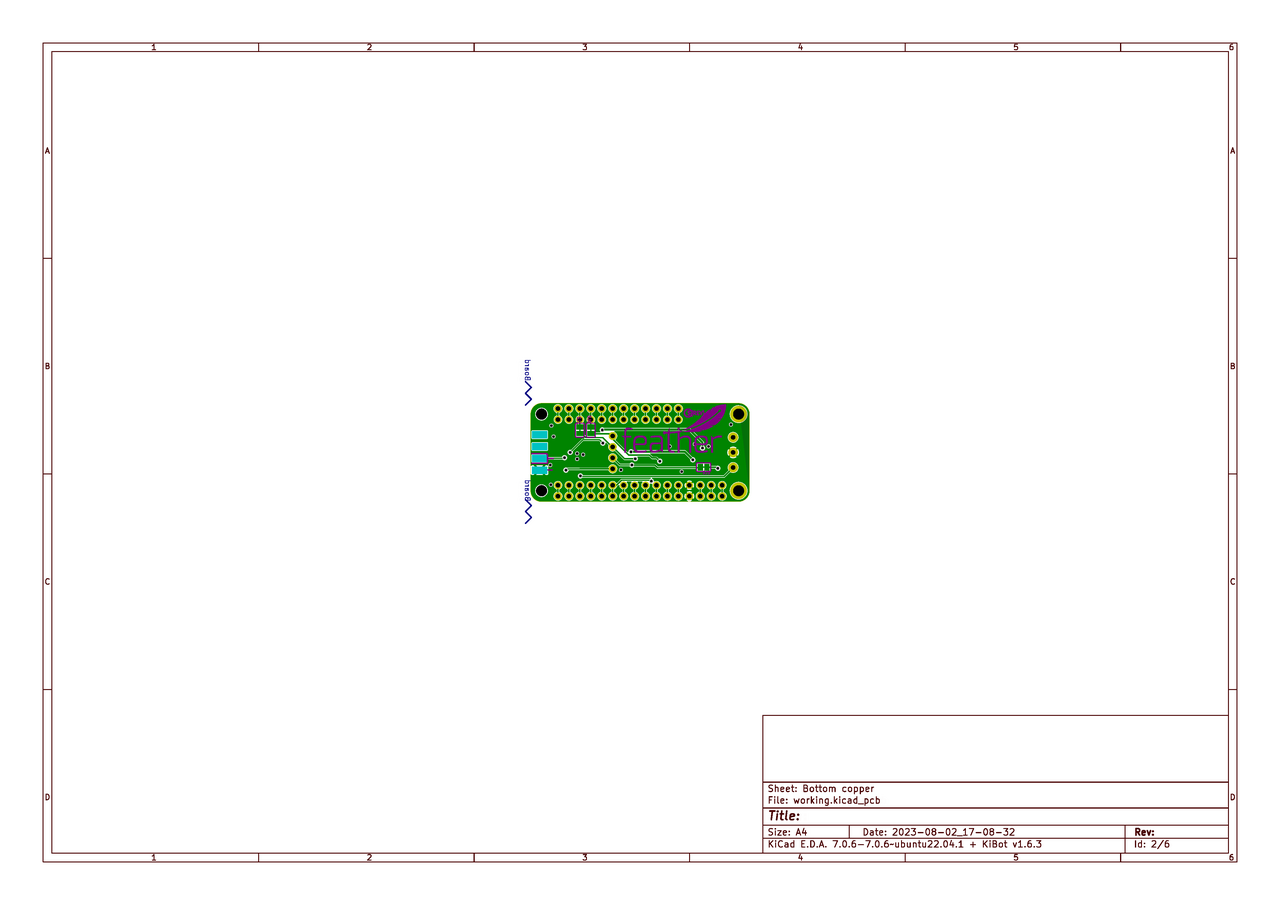 1 2 3 4 5 6
A A
B B
Board
feather
Board
C C
D D
Sheet: Bottom copper
File: working.kicad_pcb
Title:
Size: A4 Date: 2023-08-02_17-08-32 Rev:
KiCad E.D.A. 7.0.6-7.0.6~ubuntu22.04.1 + KiBot v1.6.3 Id: 2/6
1 2 3 4 5 6